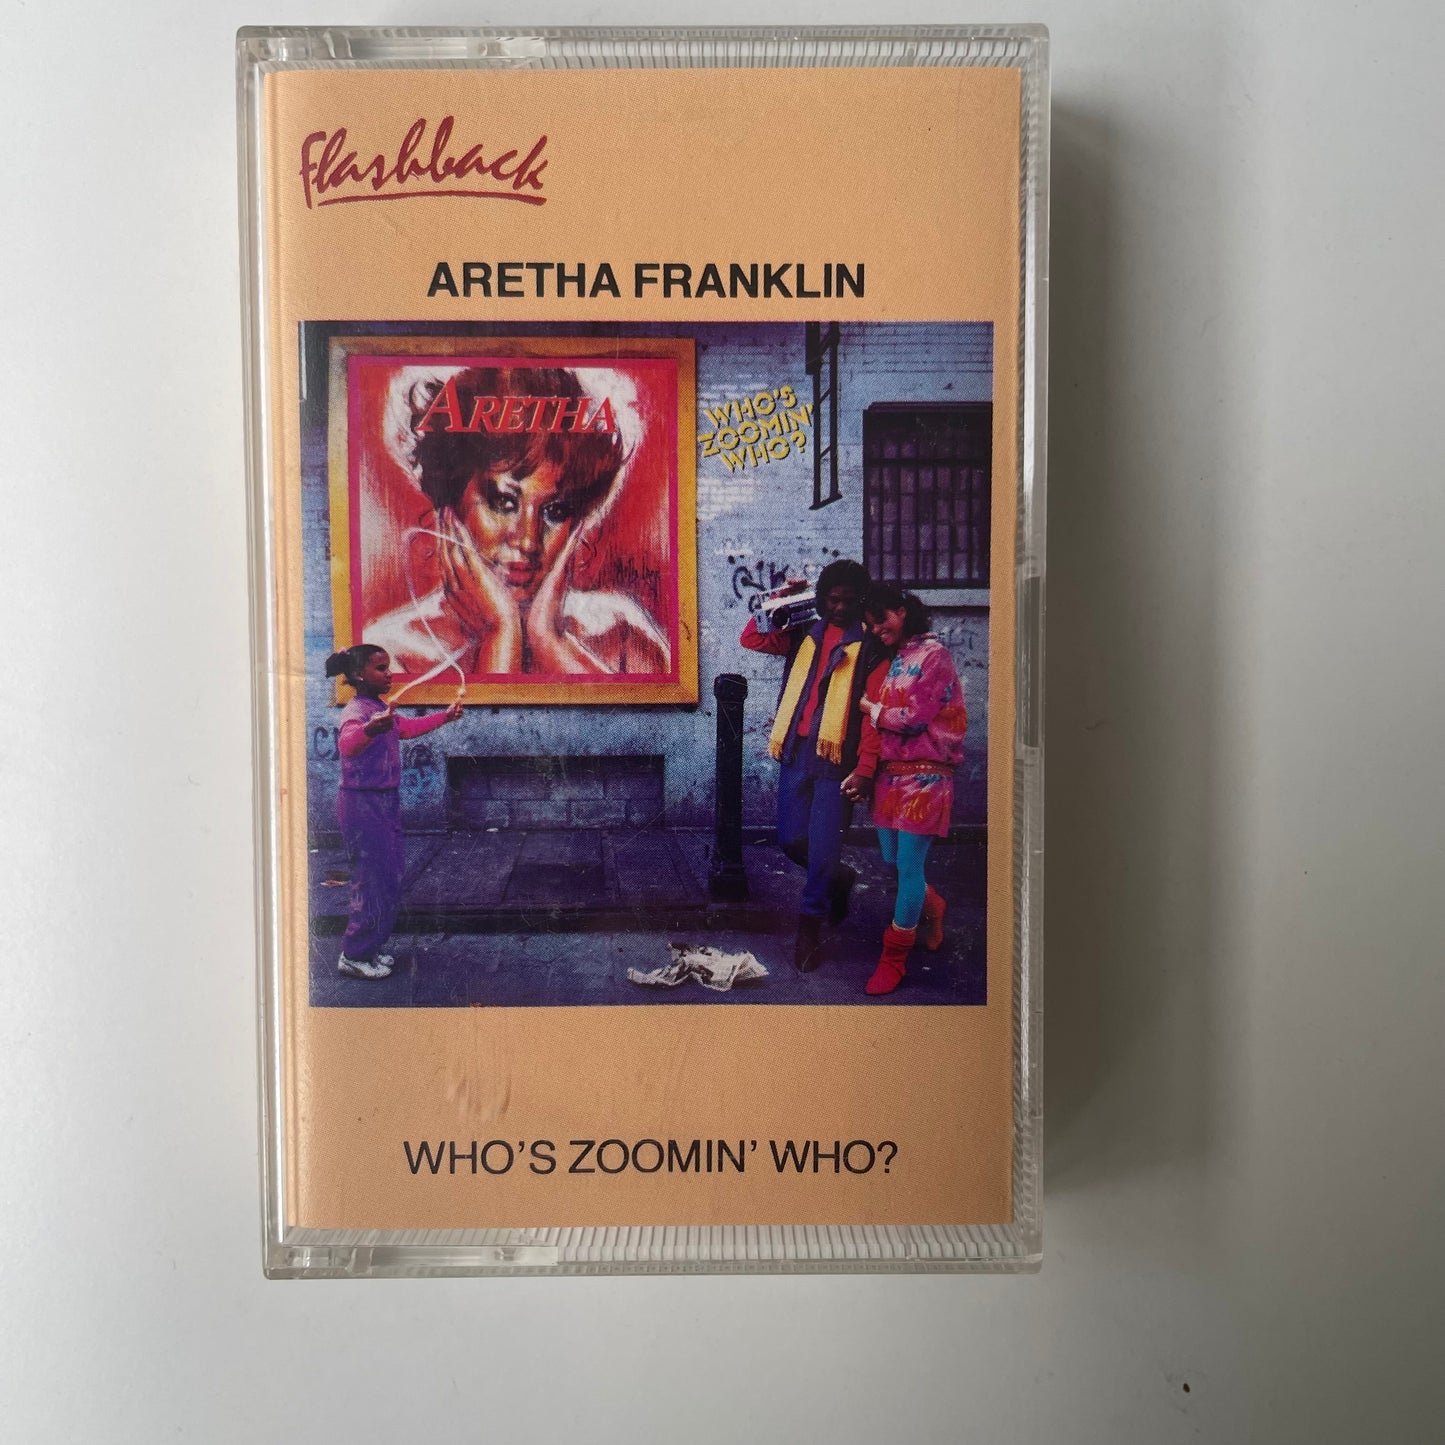 Flashback
ARETHA FRANKLIN
ARETHA
WHO'S
ZOOMIN'
WHO?
WHO'S ZOOMIN' WHO?